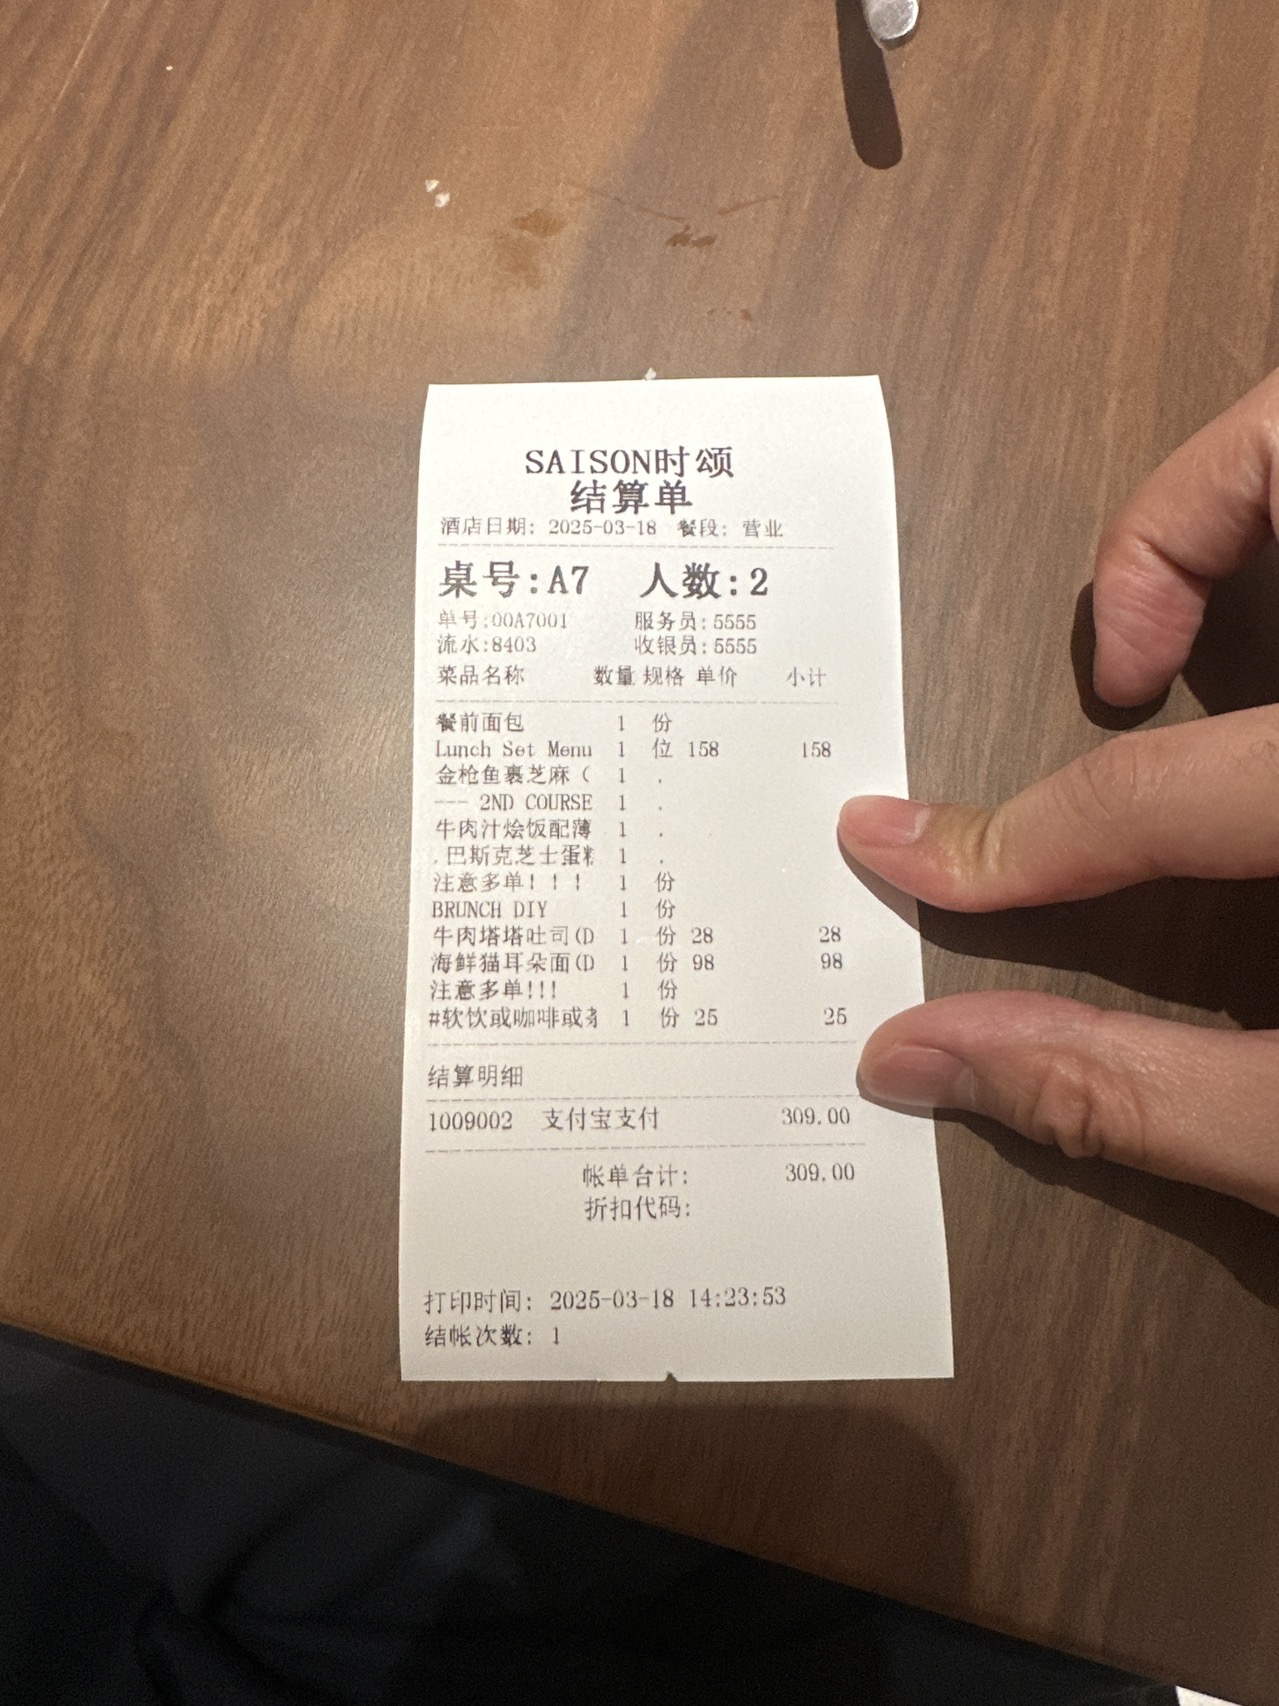 SAISON时颂
结算单
酒店日期: 2025-03-18 餐段: 营业
桌号:A7 人数:2
单号:00A7001 服务员:5555
流水:8403 收银员:5555
菜品名称 数量 规格 单价 小计
餐前面包 1 份
Lunch Set Menu 1 位 158 158
金枪鱼裹芝麻( 1 .
--- 2ND COURSE 1 .
牛肉汁烩饭配薄 1 .
.巴斯克芝士蛋糕 1 .
注意多单!!! 1 份
BRUNCH DIY 1 份
牛肉塔塔吐司(D 1 份 28 28
海鲜猫耳朵面(D 1 份 98 98
注意多单!!! 1 份
#软饮或咖啡或茶 1 份 25 25
结算明细
1009002 支付宝支付 309.00
帐单合计: 309.00
折扣代码:
打印时间: 2025-03-18 14:23:53
结帐次数: 1